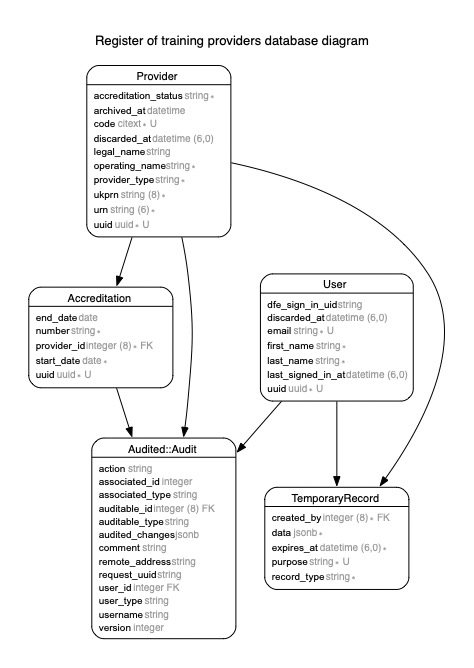 Register of training providers database diagram
Provider
accreditation_status string ∗
archived_at datetime
code citext ∗ U
discarded_at datetime (6,0)
legal_name string
operating_name string ∗
provider_type string ∗
ukprn string (8) ∗
urn string (6) ∗
uuid uuid ∗ U
Accreditation
end_date date
number string ∗
provider_id integer (8) ∗ FK
start_date date ∗
uuid uuid ∗ U
User
dfe_sign_in_uid string
discarded_at datetime (6,0)
email string ∗ U
first_name string ∗
last_name string ∗
last_signed_in_at datetime (6,0)
uuid uuid ∗ U
Audited::Audit
action string
associated_id integer
associated_type string
auditable_id integer (8) FK
auditable_type string
audited_changes jsonb
comment string
remote_address string
request_uuid string
user_id integer FK
user_type string
username string
version integer
TemporaryRecord
created_by integer (8) ∗ FK
data jsonb ∗
expires_at datetime (6,0) ∗
purpose string ∗ U
record_type string ∗